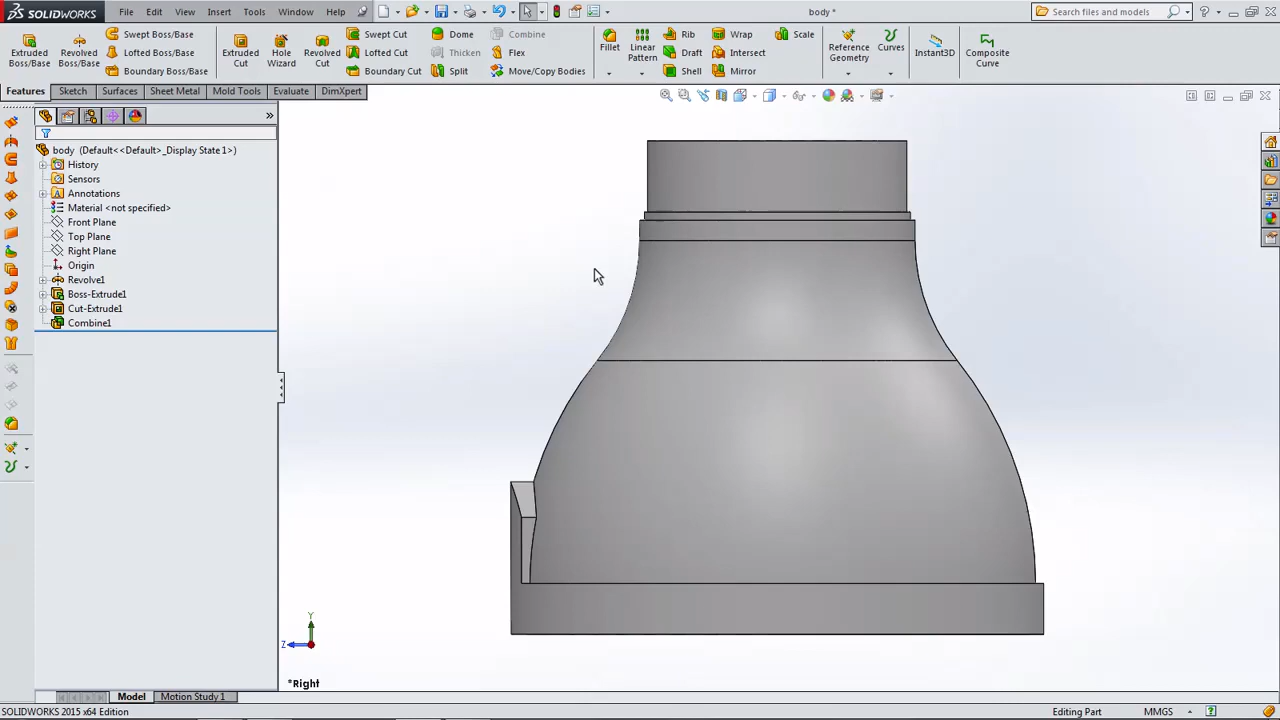 SOLIDWORKS File Edit View Insert Tools Window Help body * Search files and models
Extruded Boss/Base Revolved Boss/Base Swept Boss/Base Lofted Boss/Base Boundary Boss/Base
Extruded Cut Hole Wizard Revolved Cut Swept Cut Lofted Cut Boundary Cut
Dome Thicken Split Combine Flex Move/Copy Bodies
Fillet Linear Pattern Rib Draft Shell Wrap Intersect Mirror Scale
Reference Geometry Curves Instant3D Composite Curve
Features Sketch Surfaces Sheet Metal Mold Tools Evaluate DimXpert
body (Default<<Default>_Display State 1>)
History
Sensors
Annotations
Material <not specified>
Front Plane
Top Plane
Right Plane
Origin
Revolve1
Boss-Extrude1
Cut-Extrude1
Combine1
Y
Z
*Right
Model Motion Study 1
SOLIDWORKS 2015 x64 Edition Editing Part MMGS